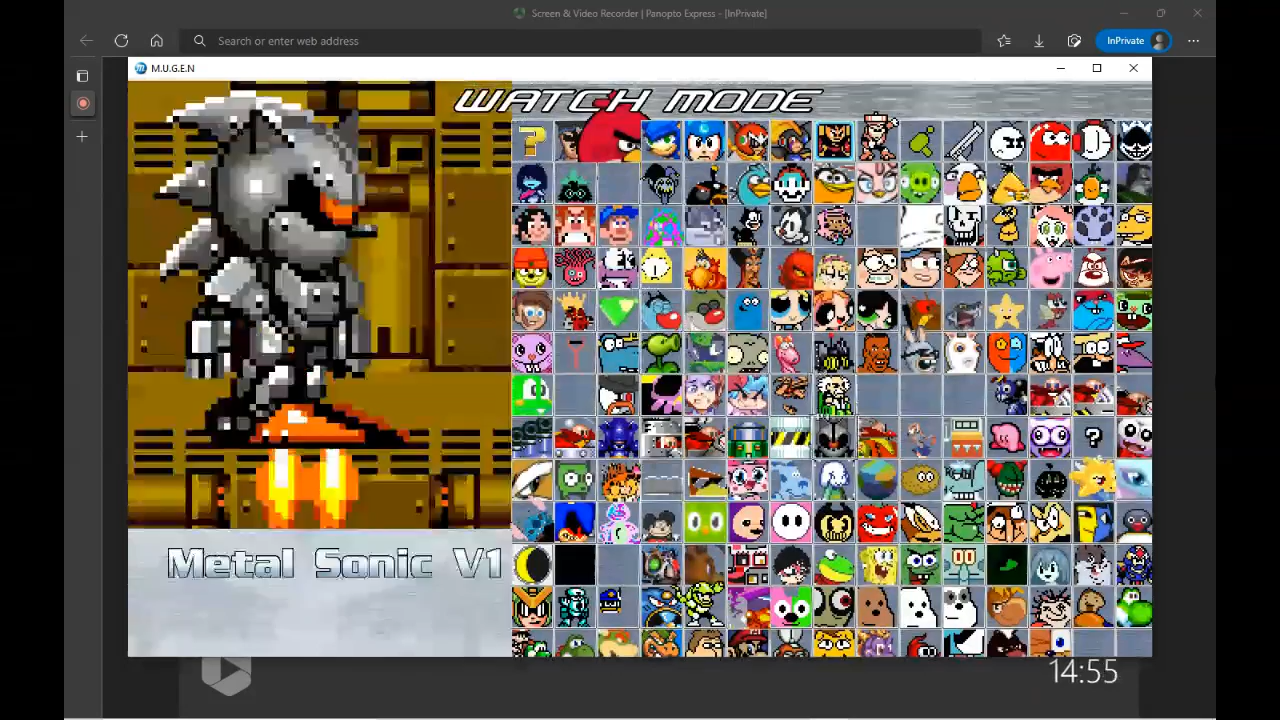 Screen & Video Recorder | Panopto Express - [InPrivate]
Search or enter web address
InPrivate
M.U.G.E.N
WATCH MODE
?
?
Metal Sonic V1
14:55